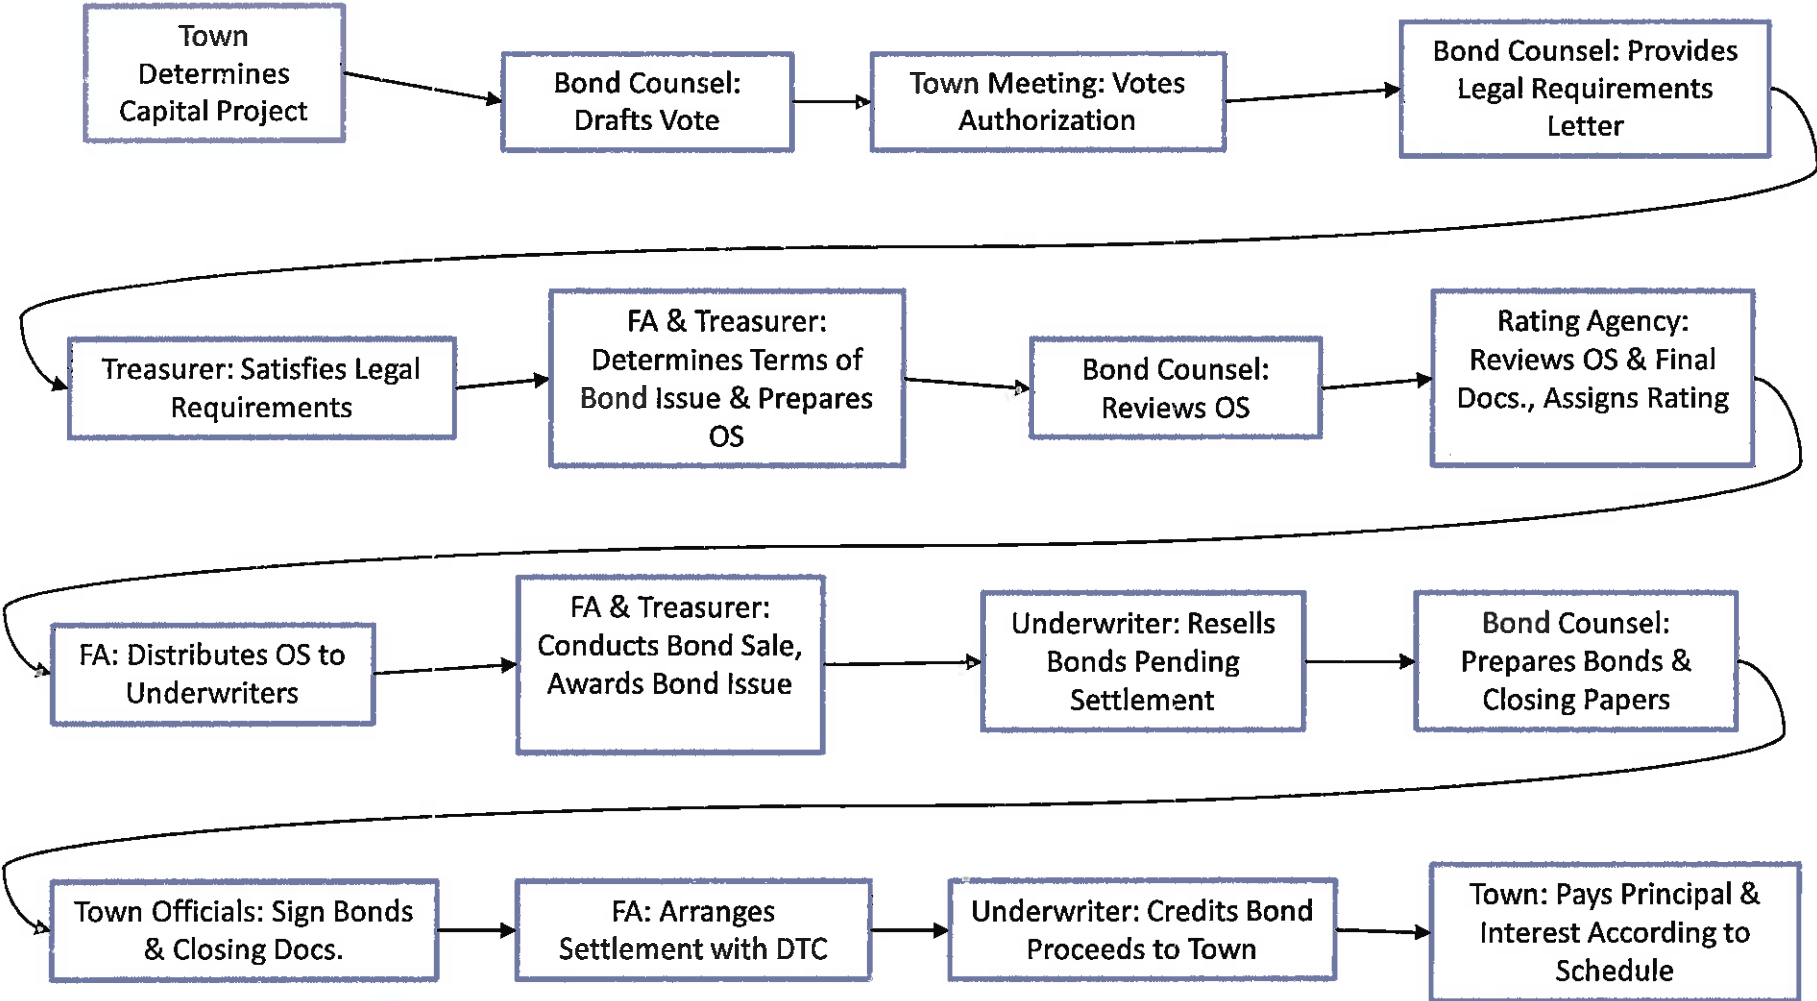 Town
Determines
Capital Project
Bond Counsel:
Drafts Vote
Town Meeting: Votes
Authorization
Bond Counsel: Provides
Legal Requirements
Letter
Treasurer: Satisfies Legal
Requirements
FA & Treasurer:
Determines Terms of
Bond Issue & Prepares
OS
Bond Counsel:
Reviews OS
Rating Agency:
Reviews OS & Final
Docs., Assigns Rating
FA: Distributes OS to
Underwriters
FA & Treasurer:
Conducts Bond Sale,
Awards Bond Issue
Underwriter: Resells
Bonds Pending
Settlement
Bond Counsel:
Prepares Bonds &
Closing Papers
Town Officials: Sign Bonds
& Closing Docs.
FA: Arranges
Settlement with DTC
Underwriter: Credits Bond
Proceeds to Town
Town: Pays Principal &
Interest According to
Schedule